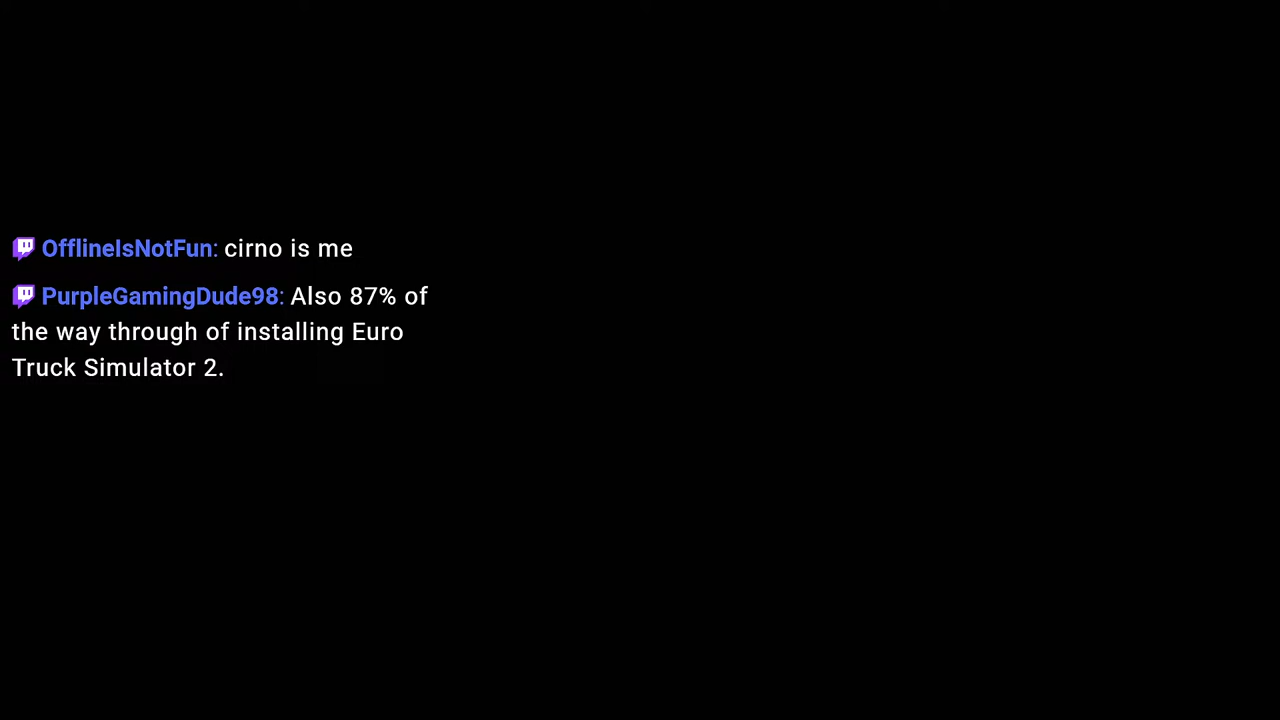 OfflineIsNotFun: cirno is me
PurpleGamingDude98: Also 87% of
the way through of installing Euro
Truck Simulator 2.